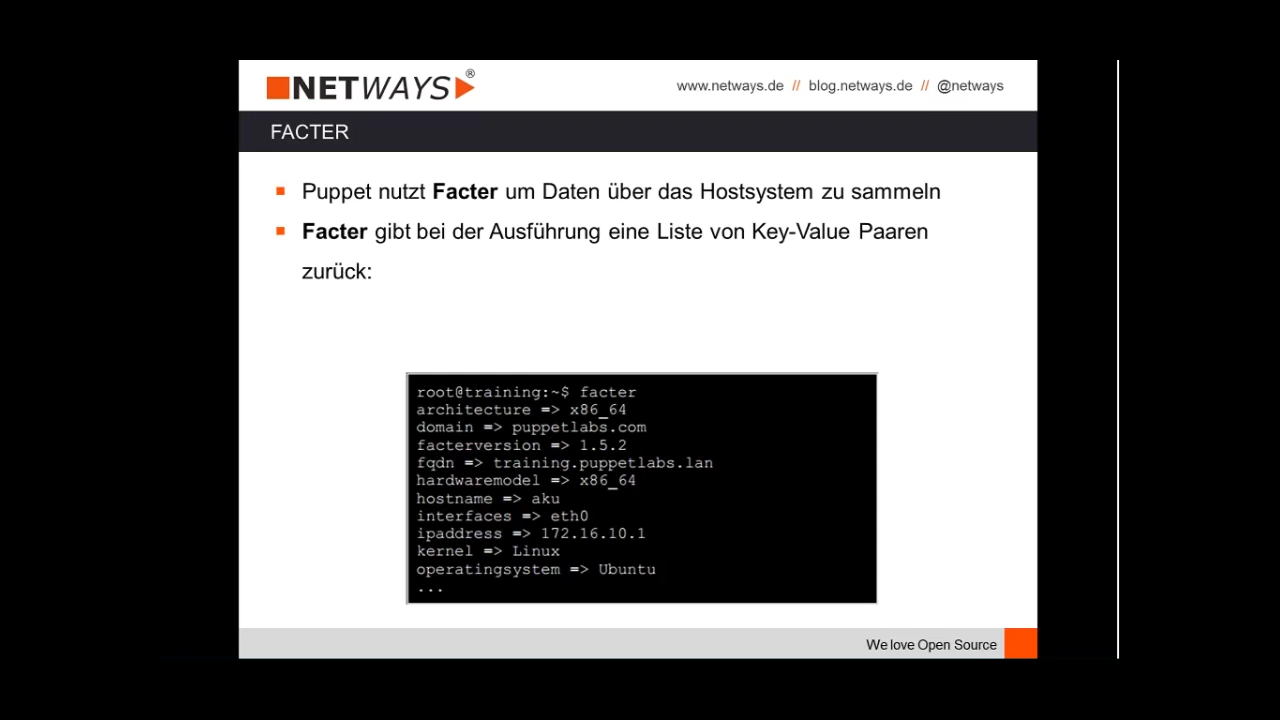 NETWAYS®
www.netways.de // blog.netways.de // @netways
FACTER
Puppet nutzt Facter um Daten über das Hostsystem zu sammeln
Facter gibt bei der Ausführung eine Liste von Key-Value Paaren
zurück:
root@training:~$ facter
architecture => x86_64
domain => puppetlabs.com
facterversion => 1.5.2
fqdn => training.puppetlabs.lan
hardwaremodel => x86_64
hostname => aku
interfaces => eth0
ipaddress => 172.16.10.1
kernel => Linux
operatingsystem => Ubuntu
...
We love Open Source